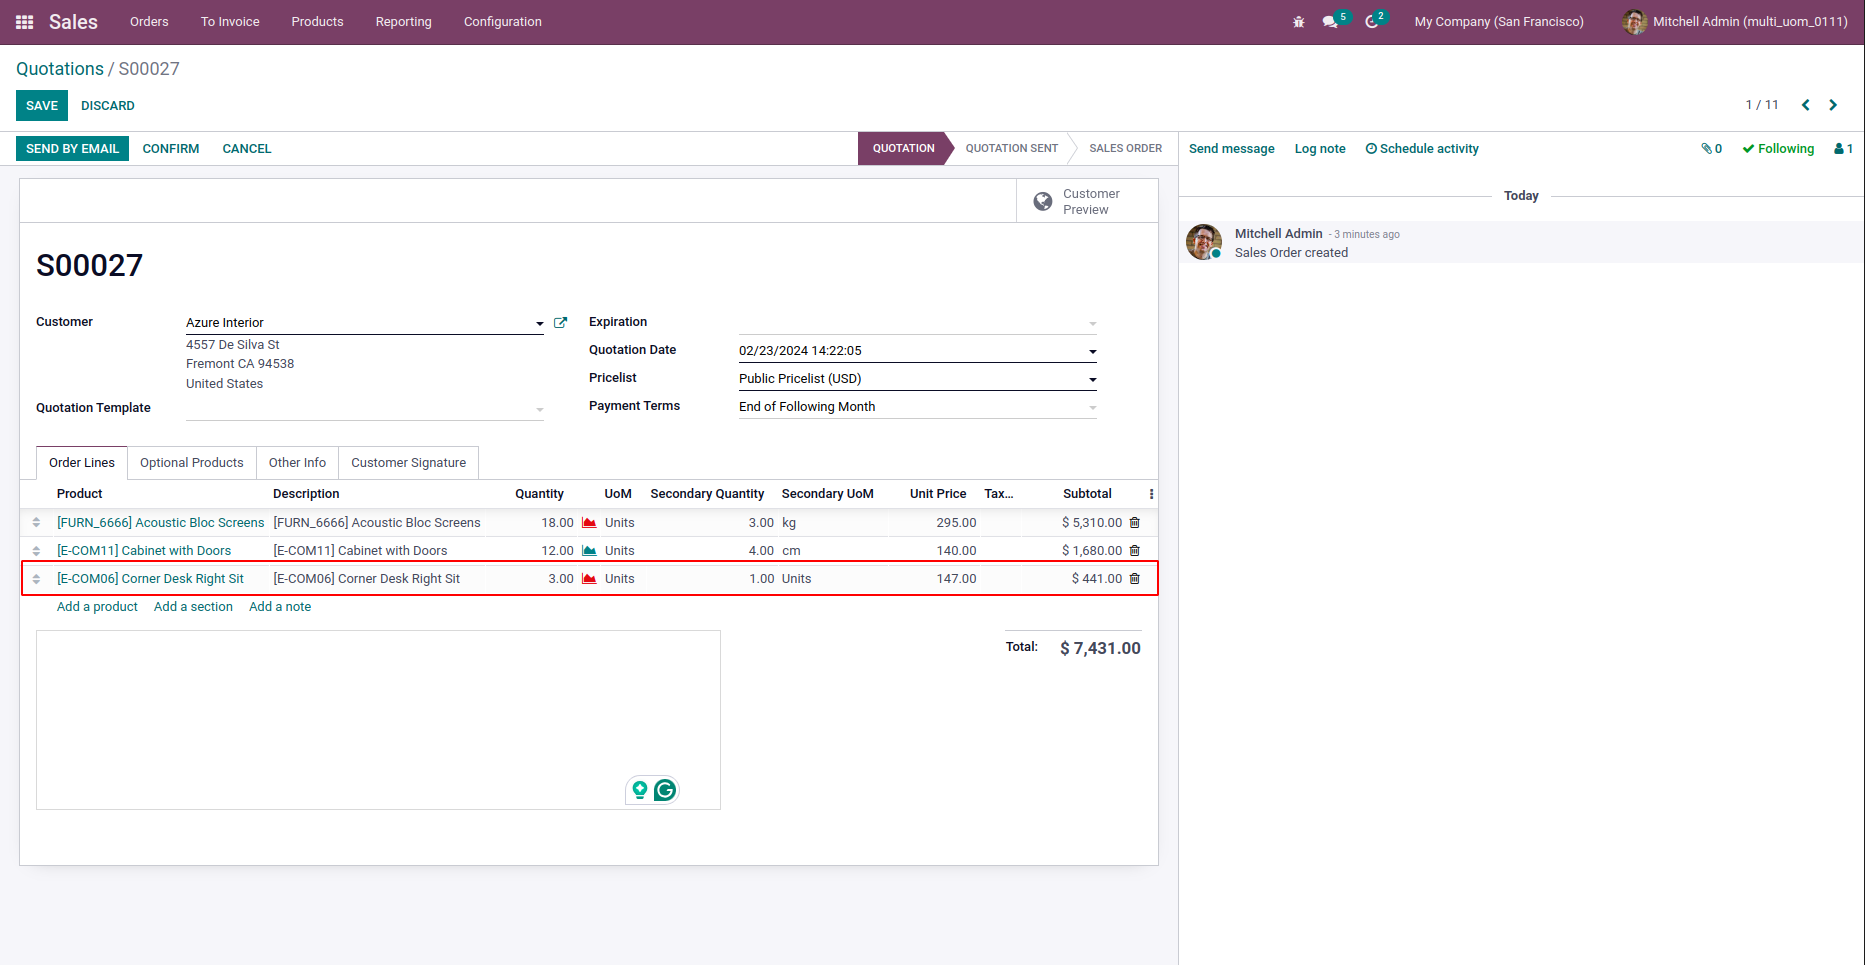 Sales Orders To Invoice Products Reporting Configuration 5 2 My Company (San Francisco) Mitchell Admin (multi_uom_0111)
Quotations / S00027
SAVE DISCARD 1 / 11
SEND BY EMAIL CONFIRM CANCEL QUOTATION QUOTATION SENT SALES ORDER Send message Log note Schedule activity 0 Following 1
Customer
Preview
Today
Mitchell Admin - 3 minutes ago
Sales Order created
S00027
Customer Azure Interior Expiration
4557 De Silva St
Fremont CA 94538
United States
Quotation Date 02/23/2024 14:22:05
Pricelist Public Pricelist (USD)
Quotation Template Payment Terms End of Following Month
Order Lines Optional Products Other Info Customer Signature
Product Description Quantity UoM Secondary Quantity Secondary UoM Unit Price Tax... Subtotal
[FURN_6666] Acoustic Bloc Screens [FURN_6666] Acoustic Bloc Screens 18.00 Units 3.00 kg 295.00 $ 5,310.00
[E-COM11] Cabinet with Doors [E-COM11] Cabinet with Doors 12.00 Units 4.00 cm 140.00 $ 1,680.00
[E-COM06] Corner Desk Right Sit [E-COM06] Corner Desk Right Sit 3.00 Units 1.00 Units 147.00 $ 441.00
Add a product Add a section Add a note
Total: $ 7,431.00